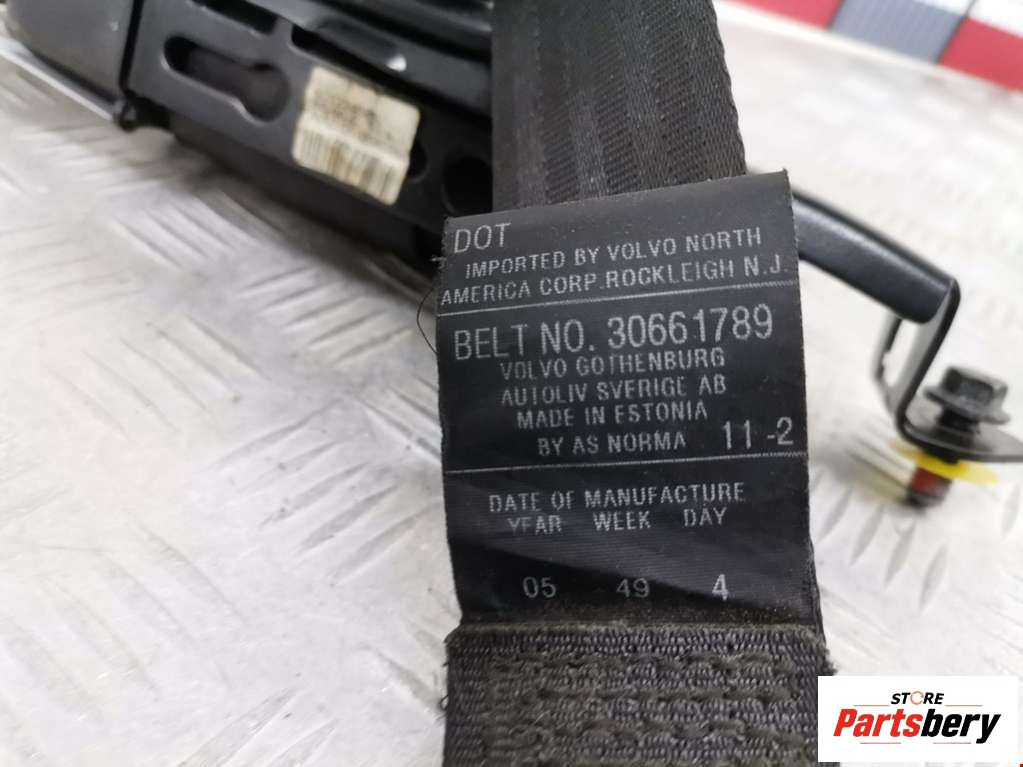 DOT
IMPORTED BY VOLVO NORTH
AMERICA CORP.ROCKLEIGH N.J.
BELT NO. 30661789
VOLVO GOTHENBURG
AUTOLIV SVERIGE AB
MADE IN ESTONIA
BY AS NORMA 11-2
DATE OF MANUFACTURE
YEAR WEEK DAY
05 49 4
STORE
Partsbery